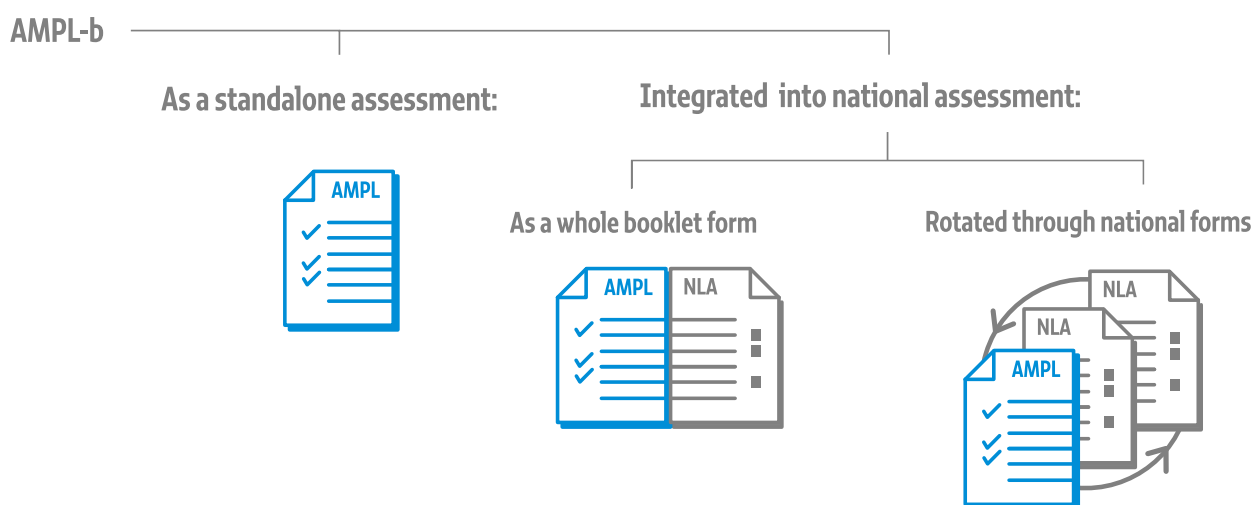 AMPL-b
As a standalone assessment:
Integrated into national assessment:
AMPL
As a whole booklet form
Rotated through national forms
AMPL NLA
NLA
NLA
AMPL